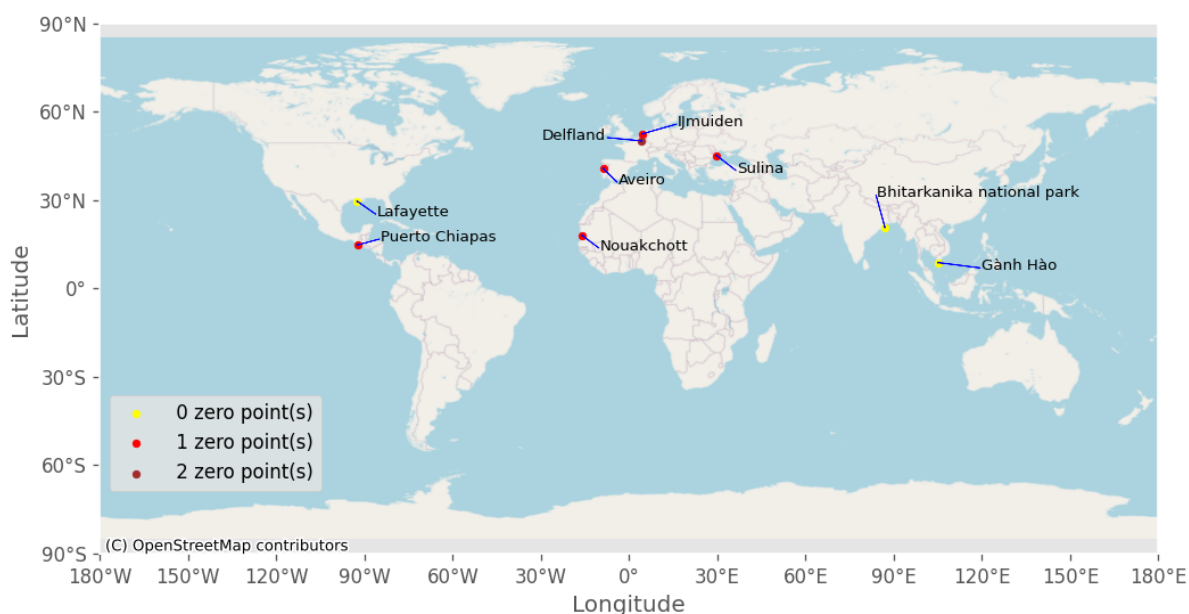 90°N
60°N
30°N
0°
30°S
60°S
90°S
Latitude
IJmuiden
Delfland
Sulina
Aveiro
Bhitarkanika national park
Lafayette
Puerto Chiapas
Nouakchott
Gành Hào
0 zero point(s)
1 zero point(s)
2 zero point(s)
(C) OpenStreetMap contributors
180°W 150°W 120°W 90°W 60°W 30°W 0° 30°E 60°E 90°E 120°E 150°E 180°E
Longitude